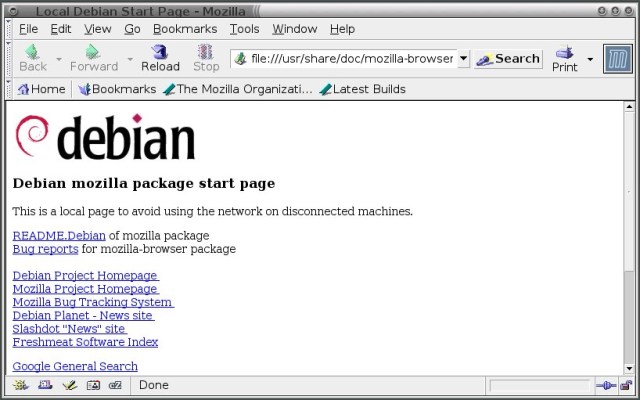 Local Debian Start Page - Mozilla
File Edit View Go Bookmarks Tools Window Help
Back Forward Reload Stop file:///usr/share/doc/mozilla-browser Search Print
Home Bookmarks The Mozilla Organizati... Latest Builds
debian
Debian mozilla package start page
This is a local page to avoid using the network on disconnected machines.
README.Debian of mozilla package
Bug reports for mozilla-browser package
Debian Project Homepage
Mozilla Project Homepage
Mozilla Bug Tracking System
Debian Planet - News site
Slashdot "News" site
Freshmeat Software Index
Google General Search
Done